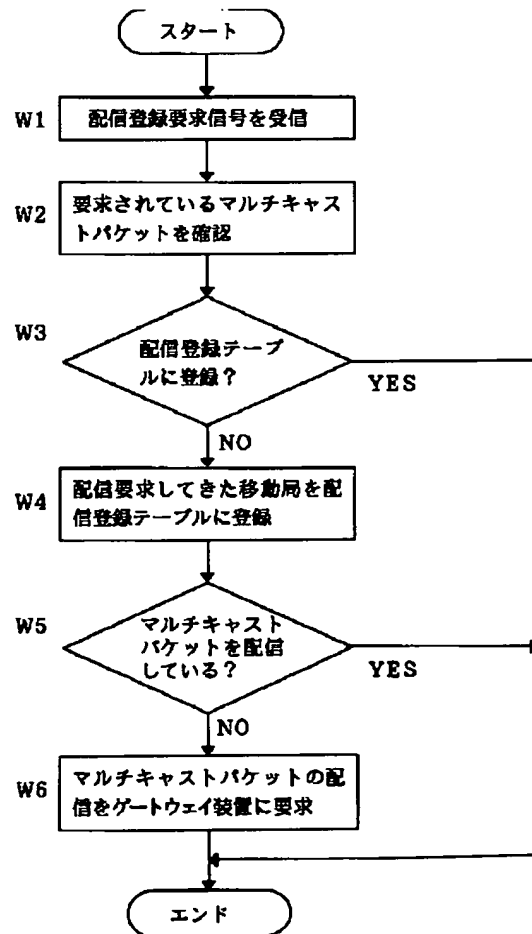 スタート
W1
配信登録要求信号を受信
W2
要求されているマルチキャス
トパケットを確認
W3
配信登録テーブ
ルに登録?
YES
NO
W4
配信要求してきた移動局を配
信登録テーブルに登録
W5
マルチキャスト
パケットを配信
している?
YES
NO
W6
マルチキャストパケットの配
信をゲートウェイ装置に要求
エンド